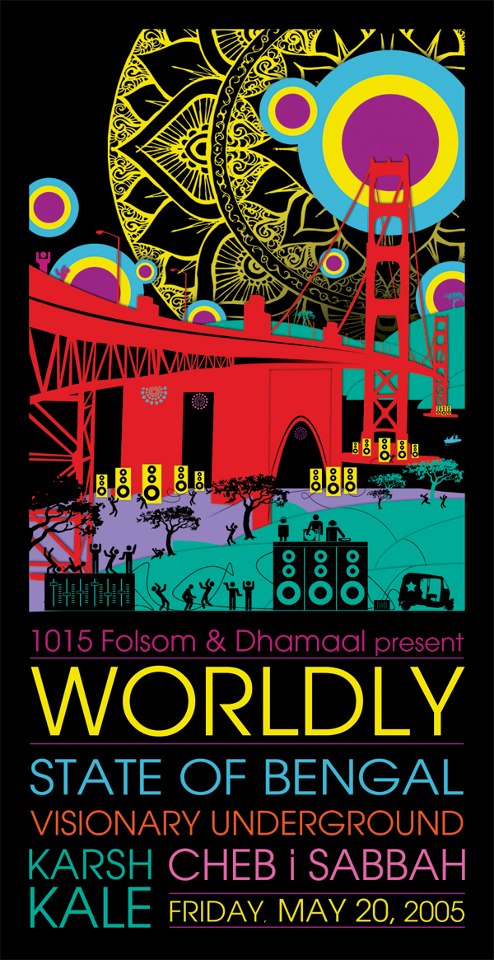 1015 Folsom & Dhamaal present
WORLDLY
STATE OF BENGAL
VISIONARY UNDERGROUND
KARSH KALE
CHEB i SABBAH
FRIDAY, MAY 20, 2005